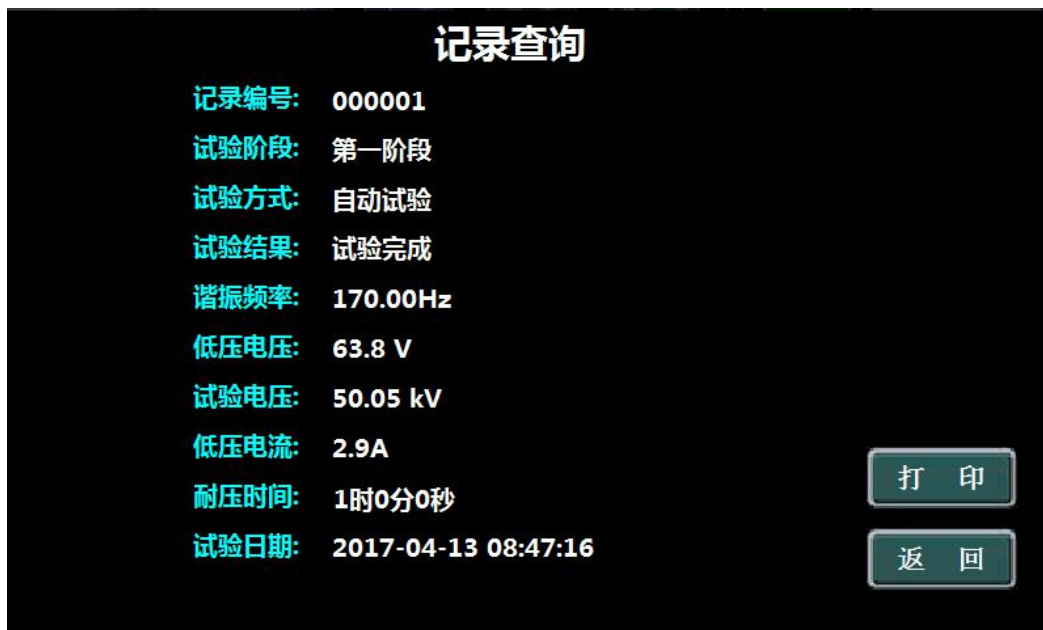 记录查询
记录编号: 000001
试验阶段: 第一阶段
试验方式: 自动试验
试验结果: 试验完成
谐振频率: 170.00Hz
低压电压: 63.8 V
试验电压: 50.05 kV
低压电流: 2.9A
耐压时间: 1时0分0秒
试验日期: 2017-04-13 08:47:16
打 印
返 回